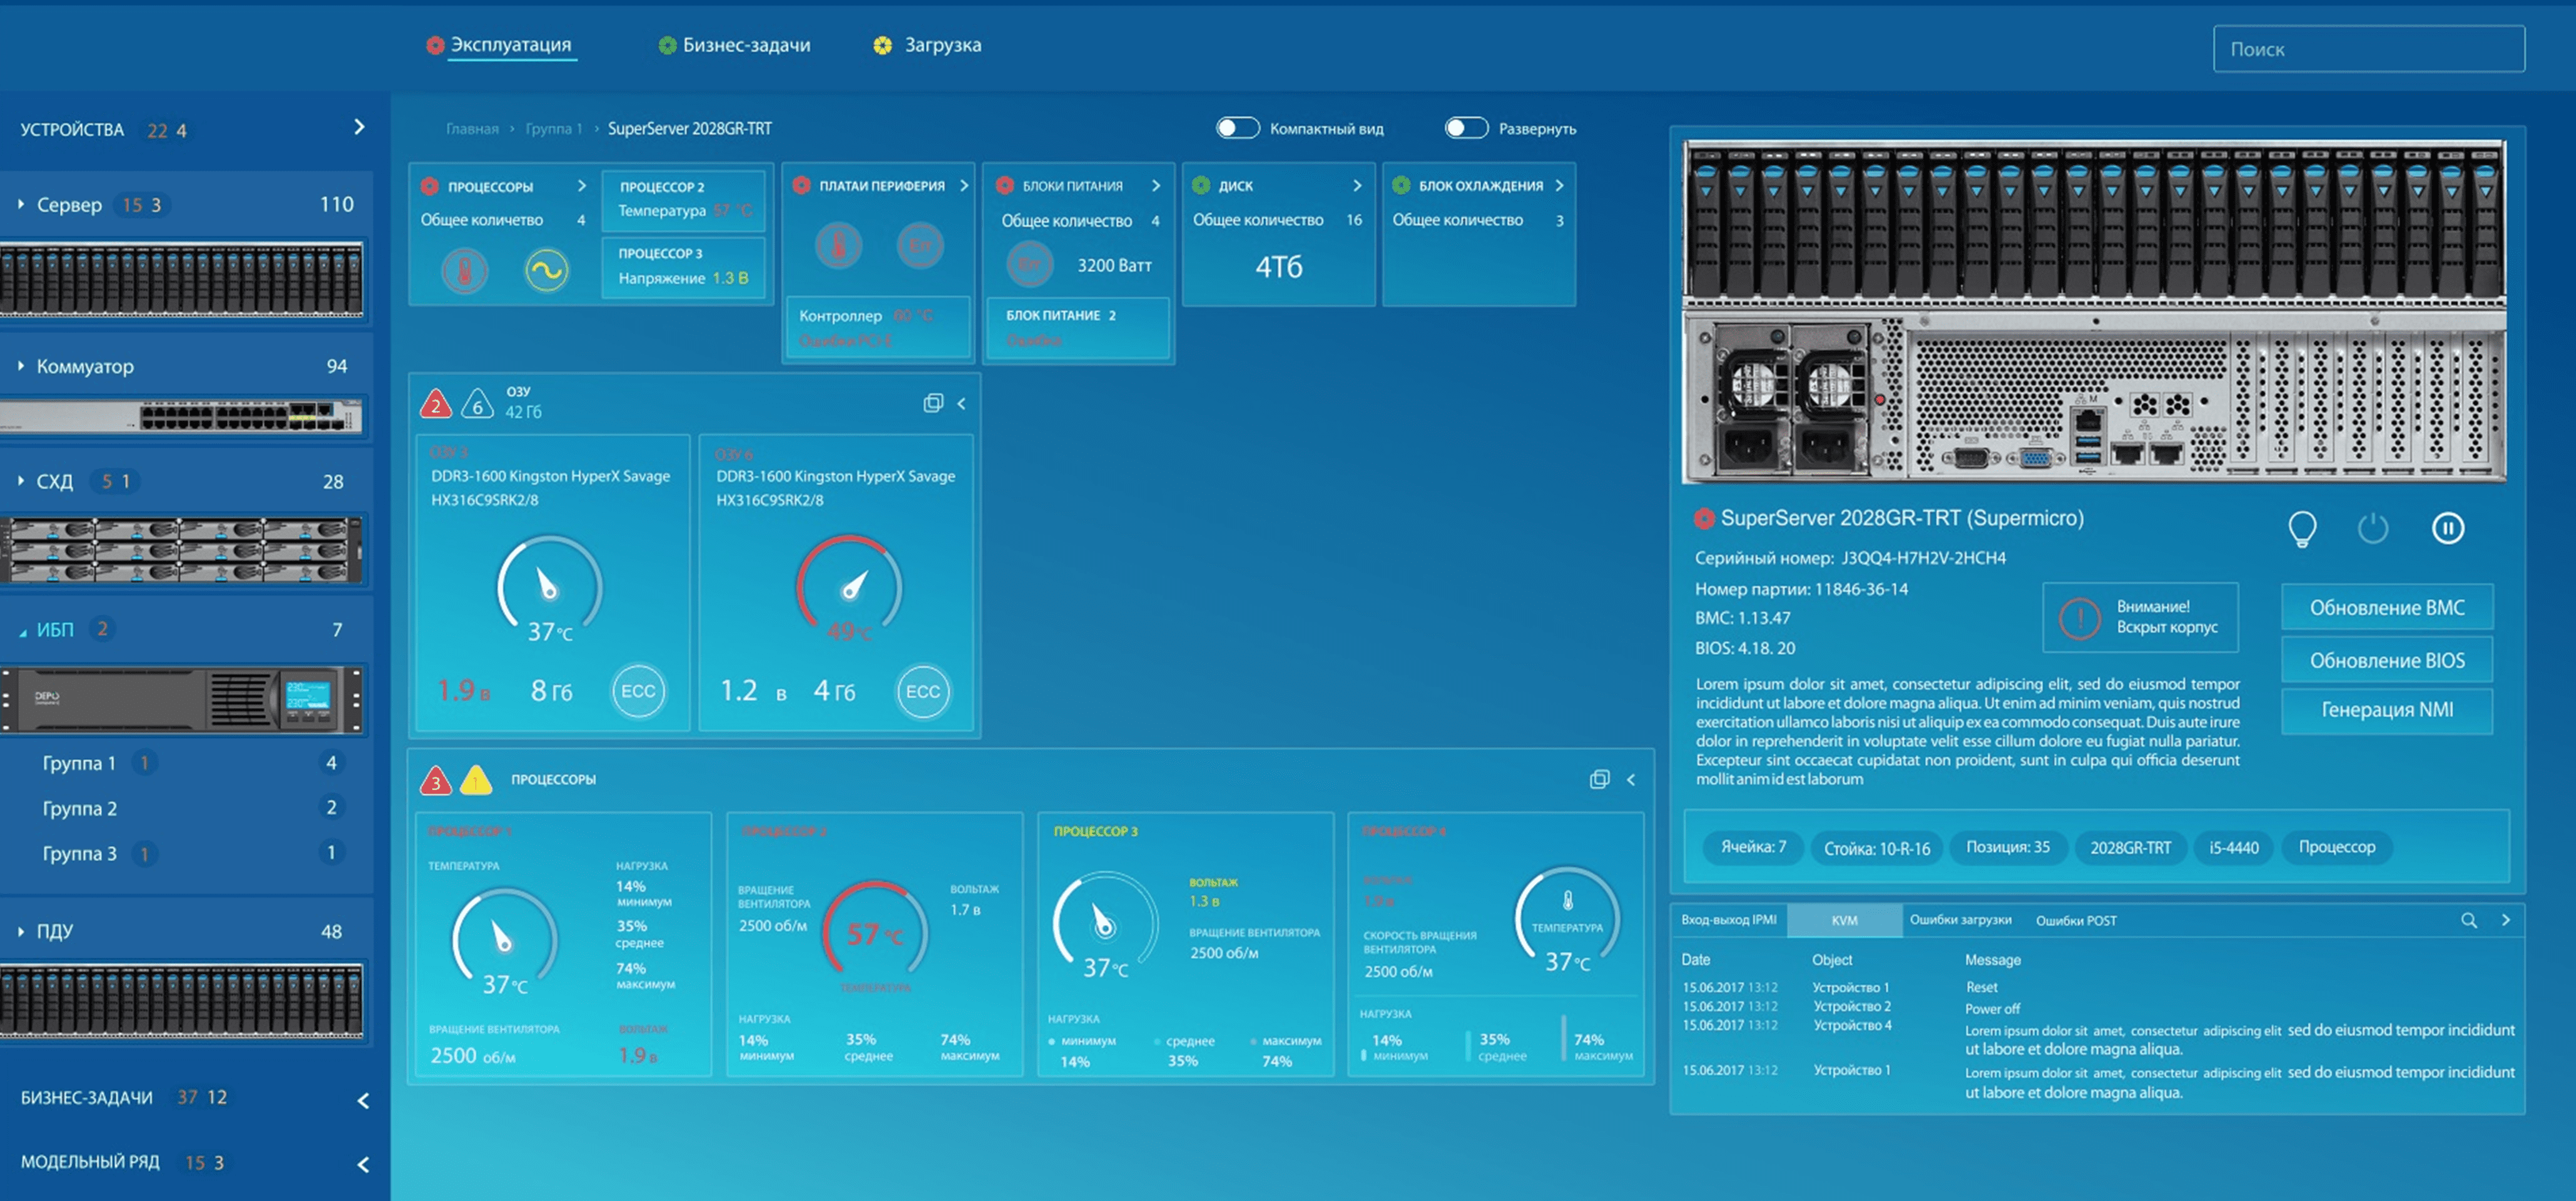 Эксплуатация
Бизнес-задачи
Загрузка
Поиск
УСТРОЙСТВА 22 4
Сервер 15 3 110
Коммуатор 94
СХД 5 1 28
ИБП 2 7
DEPO
Группа 1 1 4
Группа 2 2
Группа 3 1 1
ПДУ 48
БИЗНЕС-ЗАДАЧИ 37 12
МОДЕЛЬНЫЙ РЯД 15 3
Главная › Группа 1 › SuperServer 2028GR-TRT
Компактный вид
Развернуть
ПРОЦЕССОРЫ
Общее количетво 4
ПРОЦЕССОР 2
Температура 57 °C
ПРОЦЕССОР 3
Напряжение 1.3 В
ПЛАТАИ ПЕРИФЕРИЯ
Контроллер 60 °C
Ошибка PCI-E
БЛОКИ ПИТАНИЯ
Общее количество 4
3200 Ватт
БЛОК ПИТАНИЕ 2
Ошибка
ДИСК
Общее количество 16
4Тб
БЛОК ОХЛАЖДЕНИЯ
Общее количество 3
2 6 ОЗУ
42 Гб
ОЗУ 3
DDR3-1600 Kingston HyperX Savage
HX316C9SRK2/8
37°C
1.9 в 8 Гб ECC
ОЗУ 6
DDR3-1600 Kingston HyperX Savage
HX316C9SRK2/8
49°C
1.2 в 4 Гб ECC
3 1 ПРОЦЕССОРЫ
ПРОЦЕССОР 1
ТЕМПЕРАТУРА
37°C
НАГРУЗКА
14%
минимум
35%
среднее
74%
максимум
ВРАЩЕНИЕ ВЕНТИЛЯТОРА
2500 об/м
ВОЛЬТАЖ
1.9 в
ПРОЦЕССОР 2
ВРАЩЕНИЕ
ВЕНТИЛЯТОРА
2500 об/м
57 °C
ТЕМПЕРАТУРА
ВОЛЬТАЖ
1.7 в
НАГРУЗКА
14% 35% 74%
минимум среднее максимум
ПРОЦЕССОР 3
37°C
ВОЛЬТАЖ
1.3 в
ВРАЩЕНИЕ ВЕНТИЛЯТОРА
2500 об/м
НАГРУЗКА
минимум среднее максимум
14% 35% 74%
ПРОЦЕССОР 4
ВОЛЬТАЖ
СКОРОСТЬ ВРАЩЕНИЯ
ВЕНТИЛЯТОРА
2500 об/м
ТЕМПЕРАТУРА
37°C
НАГРУЗКА
14% 35% 74%
минимум среднее максимум
SuperServer 2028GR-TRT (Supermicro)
Серийный номер: J3QQ4-H7H2V-2HCH4
Номер партии: 11846-36-14
BMC: 1.13.47
BIOS: 4.18. 20
Внимание!
Вскрыт корпус
Обновление BMC
Обновление BIOS
Генерация NMI
Lorem ipsum dolor sit amet, consectetur adipiscing elit, sed do eiusmod tempor
incididunt ut labore et dolore magna aliqua. Ut enim ad minim veniam, quis nostrud
exercitation ullamco laboris nisi ut aliquip ex ea commodo consequat. Duis aute irure
dolor in reprehenderit in voluptate velit esse cillum dolore eu fugiat nulla pariatur.
Excepteur sint occaecat cupidatat non proident, sunt in culpa qui officia deserunt
mollit anim id est laborum
Ячейка: 7
Стойка: 10-R-16
Позиция: 35
2028GR-TRT
i5-4440
Процессор
Вход-выход IPMI KVM Ошибки загрузки Ошибки POST
Date Object Message
15.06.2017 13:12 Устройство 1 Reset
15.06.2017 13:12 Устройство 2 Power off
15.06.2017 13:12 Устройство 4 Lorem ipsum dolor sit amet, consectetur adipiscing elit sed do eiusmod tempor incididunt
ut labore et dolore magna aliqua.
15.06.2017 13:12 Устройство 1 Lorem ipsum dolor sit amet, consectetur adipiscing elit sed do eiusmod tempor incididunt
ut labore et dolore magna aliqua.